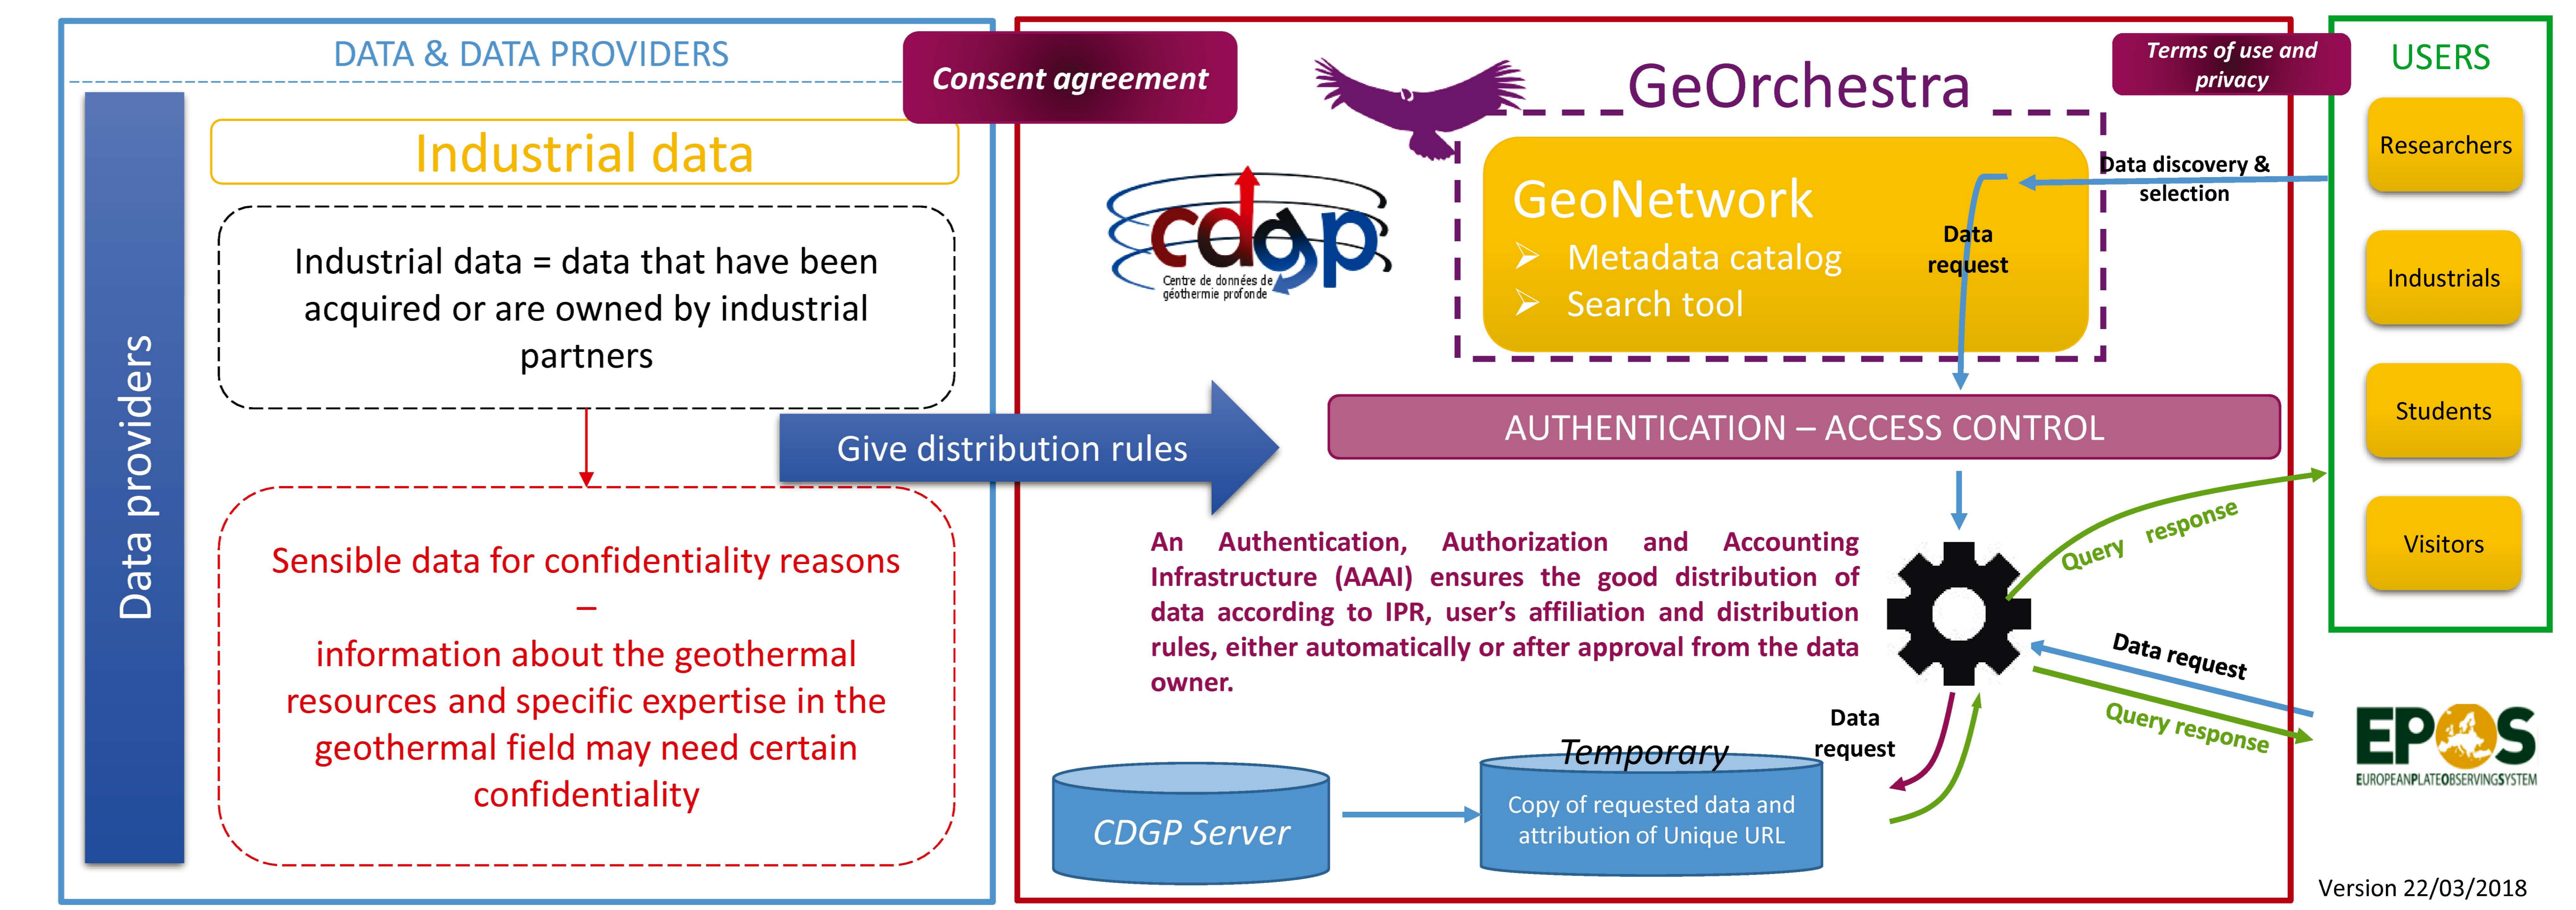 DATA & DATA PROVIDERS
Data providers
Industrial data
Industrial data = data that have been
acquired or are owned by industrial
partners
Sensible data for confidentiality reasons
–
information about the geothermal
resources and specific expertise in the
geothermal field may need certain
confidentiality
Consent agreement
Give distribution rules
cdgp
Centre de données de
géothermie profonde
GeOrchestra
GeoNetwork
Metadata catalog
Search tool
Data
request
Data discovery &
selection
AUTHENTICATION – ACCESS CONTROL
An Authentication, Authorization and Accounting
Infrastructure (AAAI) ensures the good distribution of
data according to IPR, user's affiliation and distribution
rules, either automatically or after approval from the data
owner.
Query response
Data request
Query response
Data
request
CDGP Server
Temporary
Copy of requested data and
attribution of Unique URL
Terms of use and
privacy
USERS
Researchers
Industrials
Students
Visitors
EPOS
EUROPEANPLATEOBSERVINGSYSTEM
Version 22/03/2018